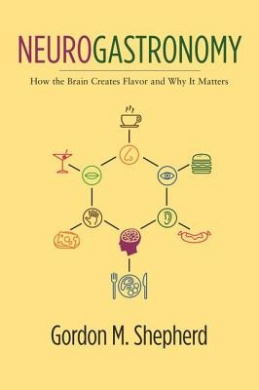 NEUROGASTRONOMY
How the Brain Creates Flavor and Why It Matters
Gordon M. Shepherd